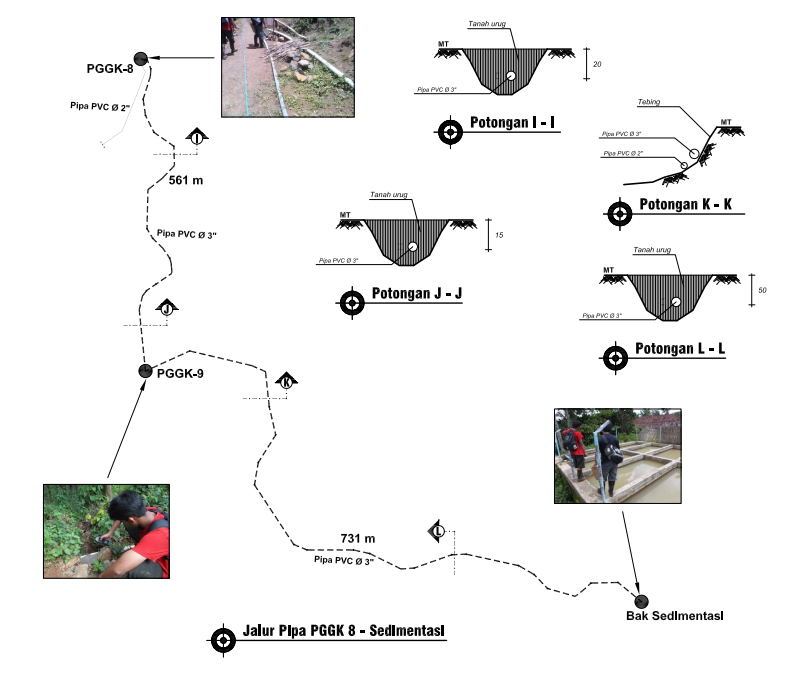 PGGK-8
Pipa PVC Ø 2"
I
561 m
Pipa PVC Ø 3"
J
PGGK-9
K
731 m
Pipa PVC Ø 3"
L
Bak Sedimentasi
Jalur Pipa PGGK 8 - Sedimentasi
Tanah urug
MT
20
Pipa PVC Ø 3"
Potongan I - I
Tebing
MT
Pipa PVC Ø 3"
Pipa PVC Ø 2"
Potongan K - K
Tanah urug
MT
15
Pipa PVC Ø 3"
Potongan J - J
Tanah urug
MT
50
Pipa PVC Ø 3"
Potongan L - L